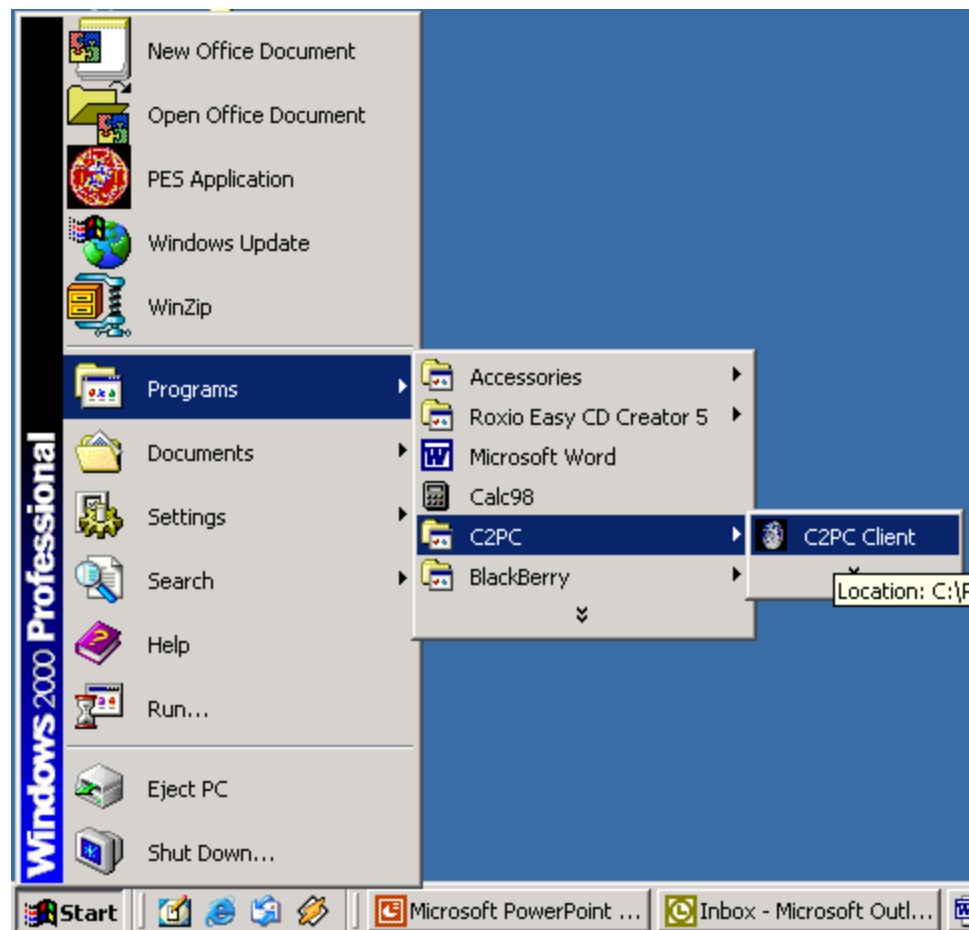 New Office Document
Open Office Document
PES Application
Windows Update
WinZip
Programs
Documents
Settings
Search
Help
Run...
Eject PC
Shut Down...
Windows 2000 Professional
Accessories
Roxio Easy CD Creator 5
Microsoft Word
Calc98
C2PC
BlackBerry
C2PC Client
Location: C:\P
Start
Microsoft PowerPoint ...
Inbox - Microsoft Outl...